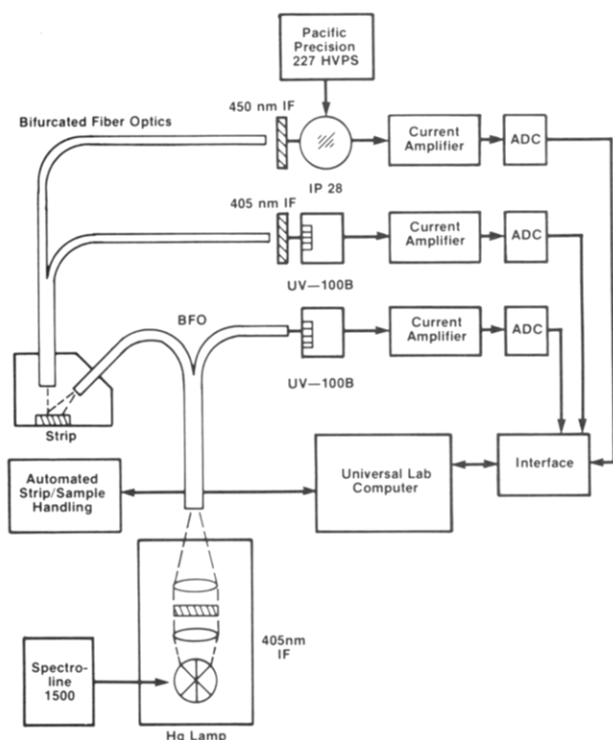 Pacific
Precision
227 HVPS
Bifurcated Fiber Optics
450 nm IF
Current
Amplifier
ADC
IP 28
405 nm IF
Current
Amplifier
ADC
UV—100B
BFO
Current
Amplifier
ADC
UV—100B
Strip
Automated
Strip/Sample
Handling
Universal Lab
Computer
Interface
405nm
IF
Spectro-
line
1500
Hg Lamp